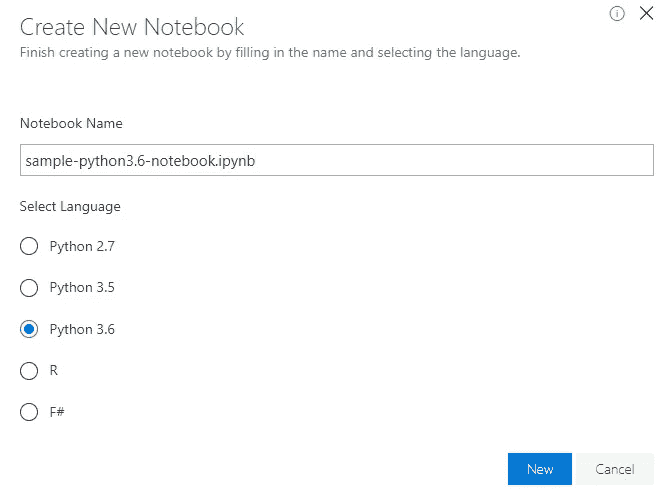 Create New Notebook
Finish creating a new notebook by filling in the name and selecting the language.
Notebook Name
sample-python3.6-notebook.ipynb
Select Language
Python 2.7
Python 3.5
Python 3.6
R
F#
New Cancel